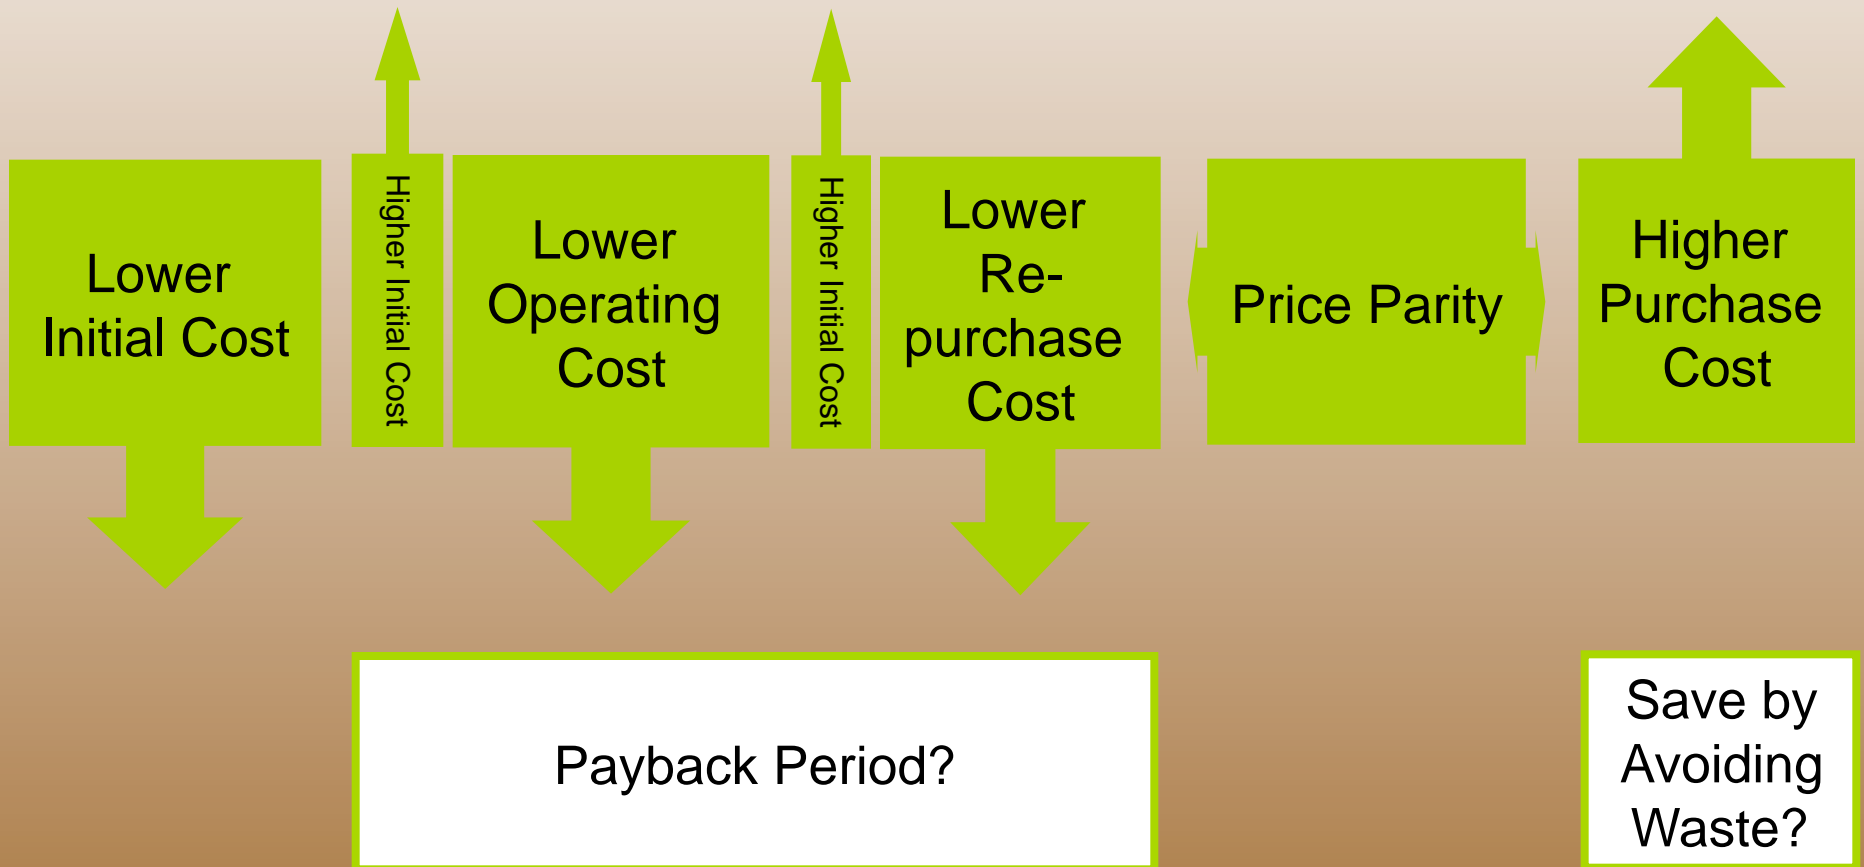 Lower
Initial Cost
Higher Initial Cost
Lower
Operating
Cost
Higher Initial Cost
Lower
Re-
purchase
Cost
Price Parity
Higher
Purchase
Cost
Payback Period?
Save by
Avoiding
Waste?